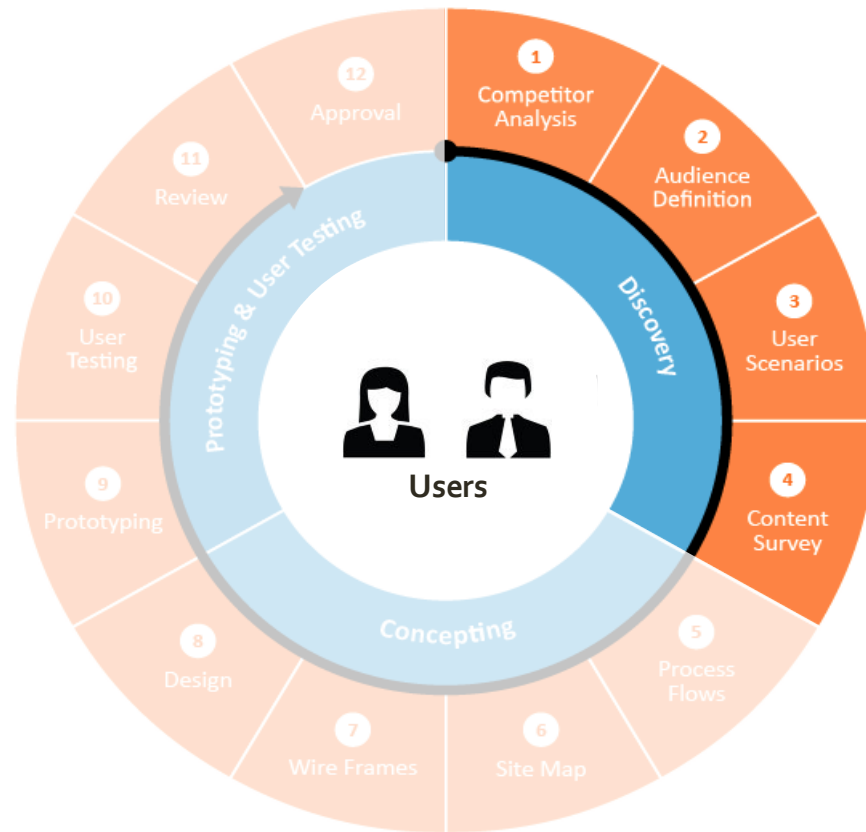 1
Competitor
Analysis
2
Audience
Definition
3
User
Scenarios
4
Content
Survey
5
Process
Flows
6
Site Map
7
Wire Frames
8
Design
9
Prototyping
10
User
Testing
11
Review
12
Approval
Discovery
Concepting
Prototyping & User Testing
Users